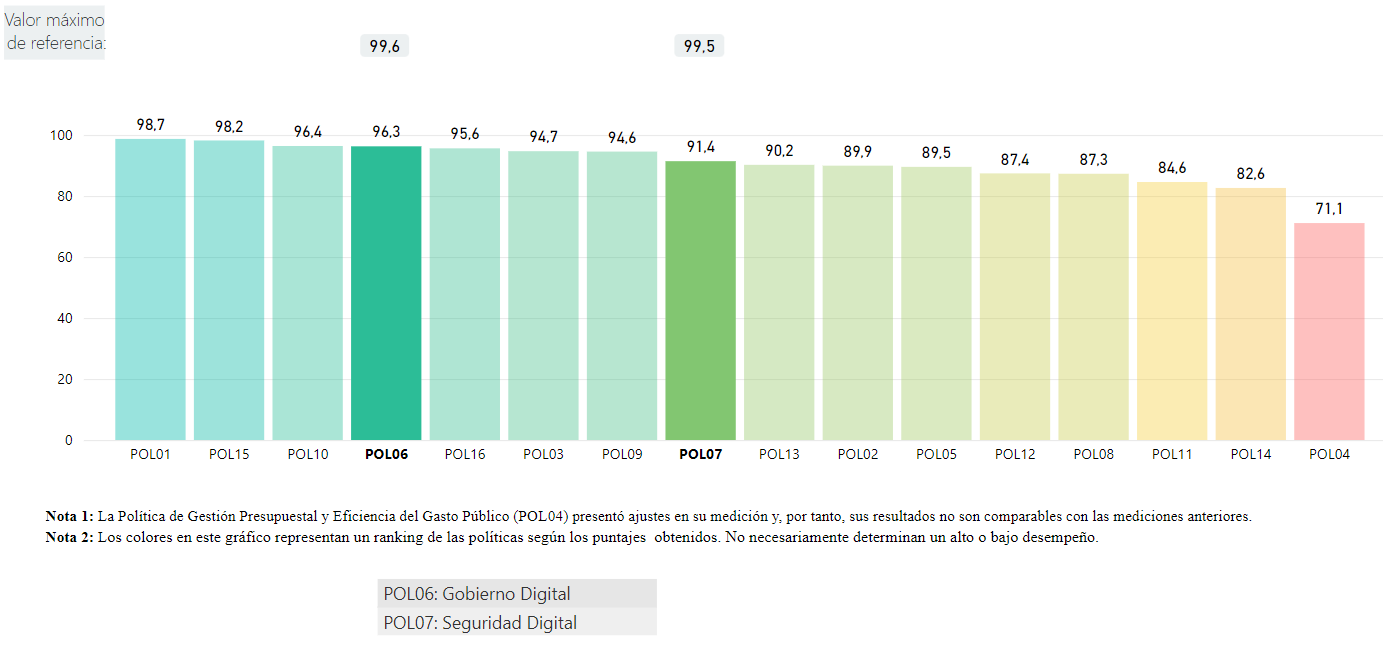 Valor máximo
de referencia:
99,6 99,5
98,7 98,2 96,4 96,3 95,6 94,7 94,6 91,4 90,2 89,9 89,5 87,4 87,3 84,6 82,6 71,1
100
80
60
40
20
0
POL01 POL15 POL10 POL06 POL16 POL03 POL09 POL07 POL13 POL02 POL05 POL12 POL08 POL11 POL14 POL04
Nota 1: La Política de Gestión Presupuestal y Eficiencia del Gasto Público (POL04) presentó ajustes en su medición y, por tanto, sus resultados no son comparables con las mediciones anteriores.
Nota 2: Los colores en este gráfico representan un ranking de las políticas según los puntajes  obtenidos. No necesariamente determinan un alto o bajo desempeño.
POL06: Gobierno Digital
POL07: Seguridad Digital